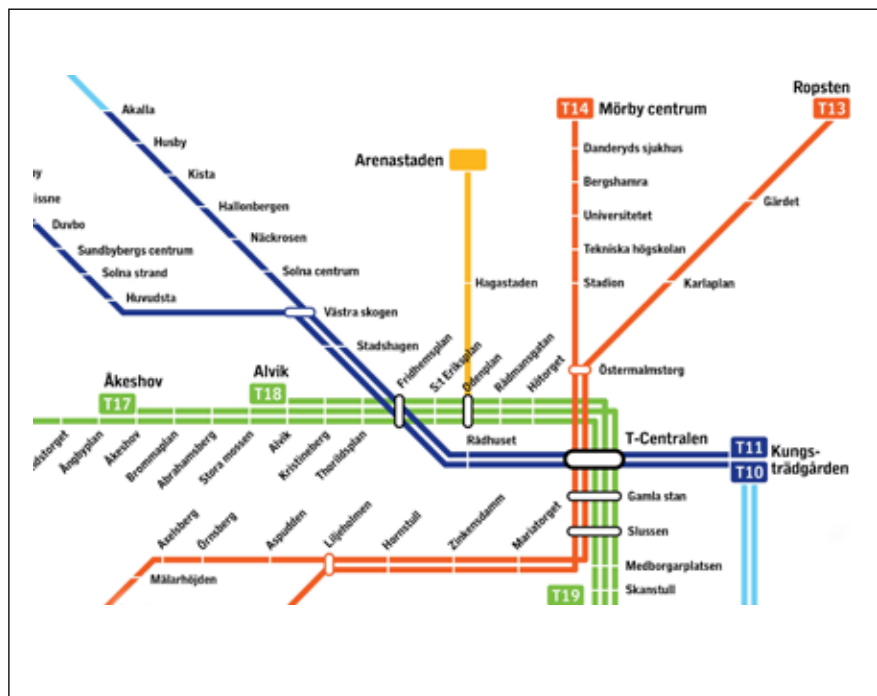 Ropsten
T13
T14 Mörby centrum
Akalla
Husby
Danderyds sjukhus
Arenastaden
Kista
Bergshamra
issne
Hallonbergen
Universitetet
Gärdet
Duvbo
Näckrosen
Sundbybergs centrum
Tekniska högskolan
Solna strand
Solna centrum
Hagastaden
Stadion
Karlaplan
Huvudsta
Västra skogen
Stadshagen
Fridhemsplan
S:t Eriksplan
Odenplan
Rådmansgatan
Hötorget
Östermalmstorg
Åkeshov
T17
Alvik
T18
dstorget
Ängbyplan
Åkeshov
Brommaplan
Abrahamsberg
Stora mossen
Alvik
Kristineberg
Thorildsplan
Rådhuset
T-Centralen
T11
T10
Kungs-
trädgården
Gamla stan
Axelsberg
Örnsberg
Aspudden
Liljeholmen
Hornstull
Zinkensdamm
Mariatorget
Slussen
Mälarhöjden
Medborgarplatsen
T19
Skanstull